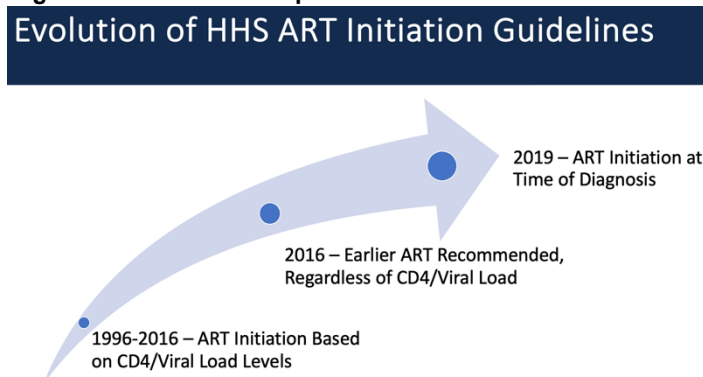 Evolution of HHS ART Initiation Guidelines
2019 – ART Initiation at
Time of Diagnosis
2016 – Earlier ART Recommended,
Regardless of CD4/Viral Load
1996-2016 – ART Initiation Based
on CD4/Viral Load Levels